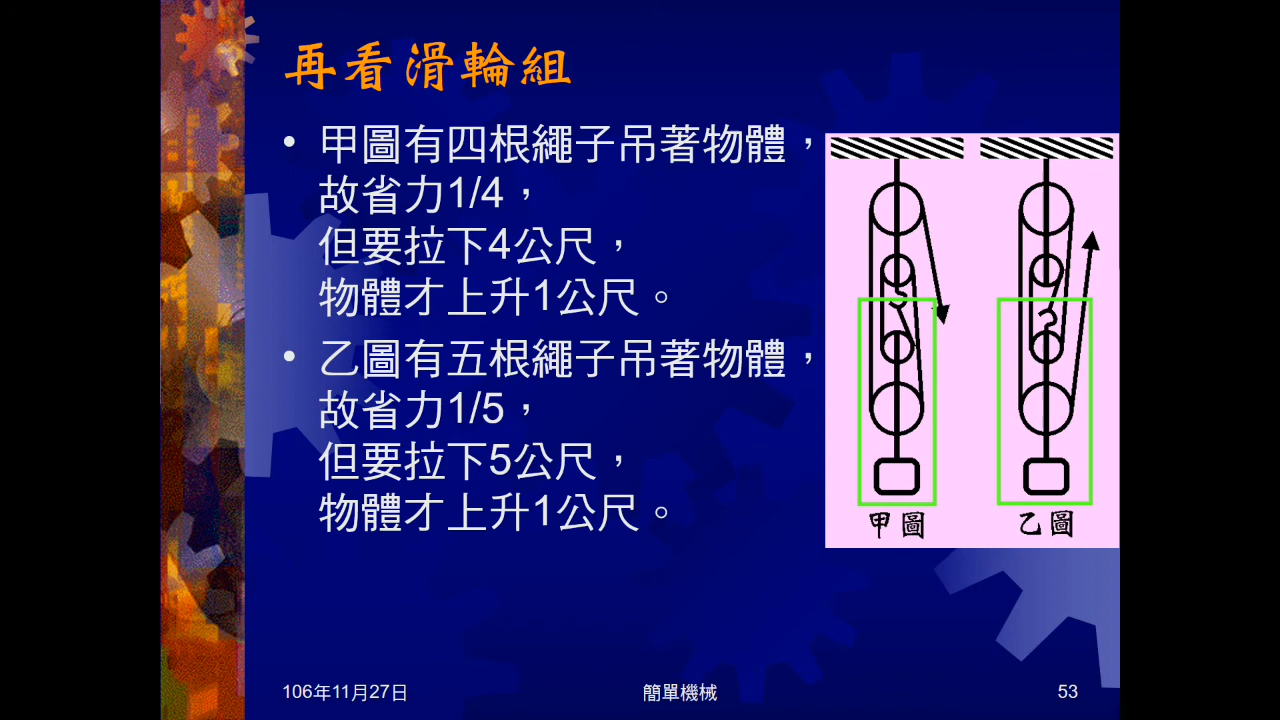 再看滑輪組
• 甲圖有四根繩子吊著物體，
故省力1/4，
但要拉下4公尺，
物體才上升1公尺。
• 乙圖有五根繩子吊著物體，
故省力1/5，
但要拉下5公尺，
物體才上升1公尺。
甲圖
乙圖
106年11月27日
簡單機械
53